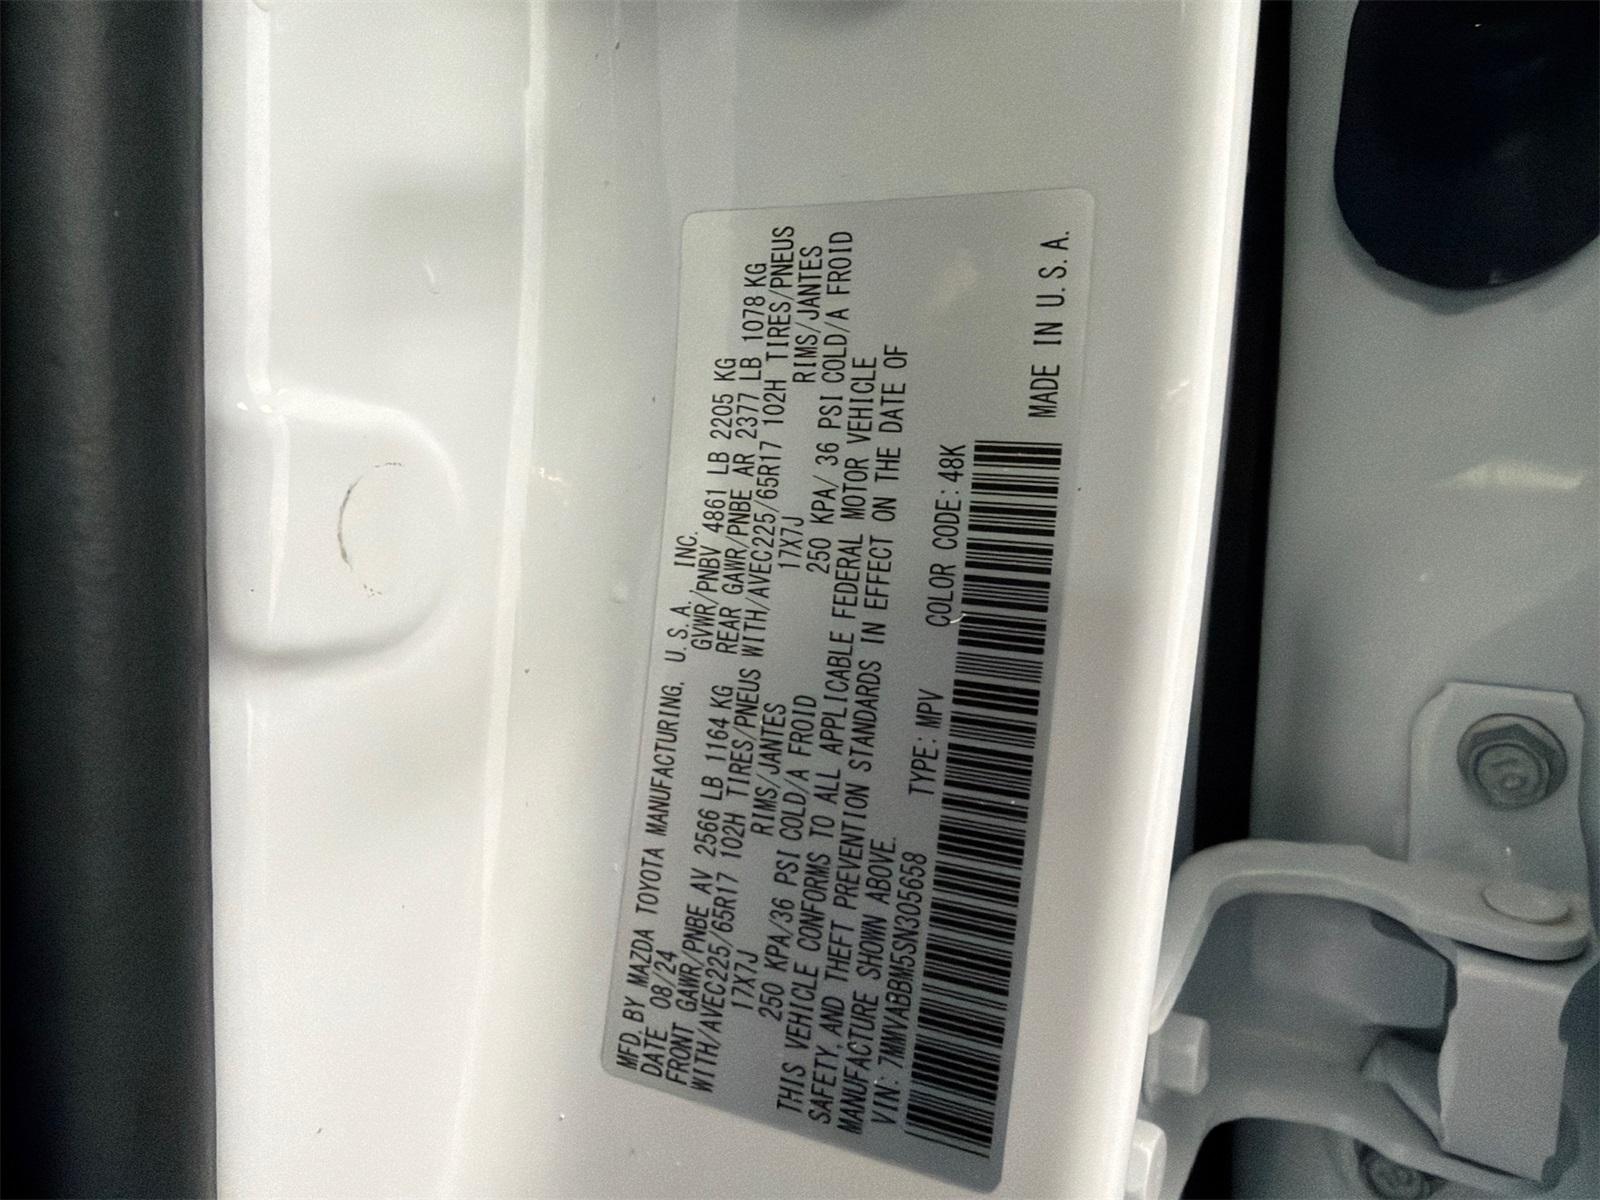 MFD. BY MAZDA TOYOTA MANUFACTURING, U.S.A. INC.
DATE 08/24 GVWR/PNBV 4861 LB 2205 KG
FRONT GAWR/PNBE AV 2566 LB 1164 KG REAR GAWR/PNBE AR 2377 LB 1078 KG
WITH/AVEC225/65R17 102H TIRES/PNEUS WITH/AVEC225/65R17 102H TIRES/PNEUS
17X7J RIMS/JANTES 17X7J RIMS/JANTES
250 KPA/36 PSI COLD/A FROID 250 KPA/ 36 PSI COLD/A FROID
THIS VEHICLE CONFORMS TO ALL APPLICABLE FEDERAL MOTOR VEHICLE
SAFETY, AND THEFT PREVENTION STANDARDS IN EFFECT ON THE DATE OF
MANUFACTURE SHOWN ABOVE.
VIN: 7MMVABBM5SN305658 TYPE: MPV COLOR CODE: 48K
MADE IN U.S.A.